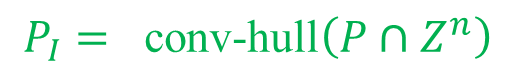 P_I = conv-hull(P ∩ Z^n)